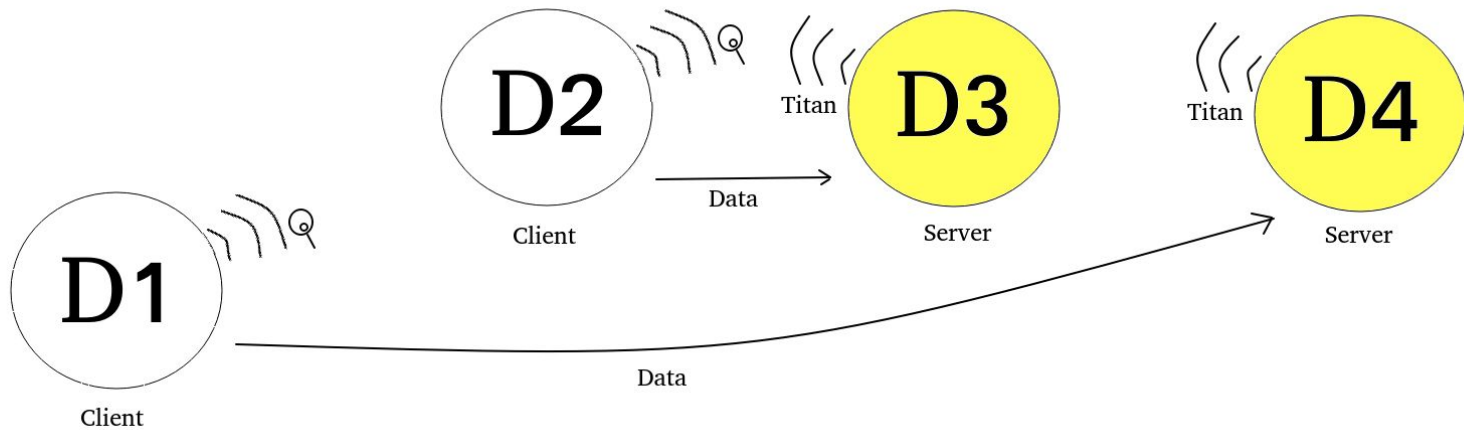 D2
D3
D4
Titan
Titan
Data
Client
Server
Server
D1
Data
Client